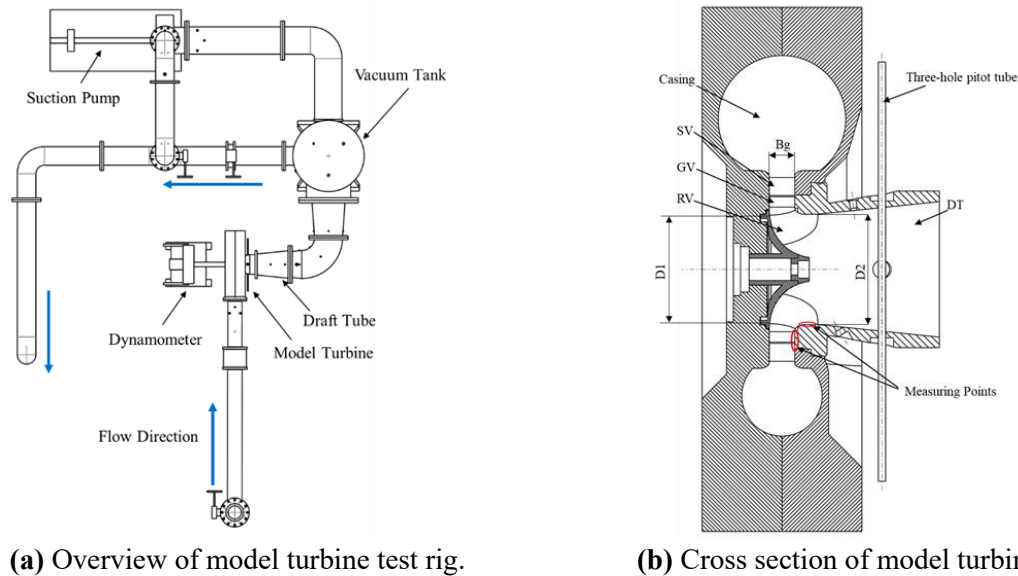 Suction Pump
Vacuum Tank
Dynamometer
Draft Tube
Model Turbine
Flow Direction
(a) Overview of model turbine test rig.
Casing
Three-hole pitot tube
SV
Bg
GV
RV
DT
D1
D2
Measuring Points
(b) Cross section of model